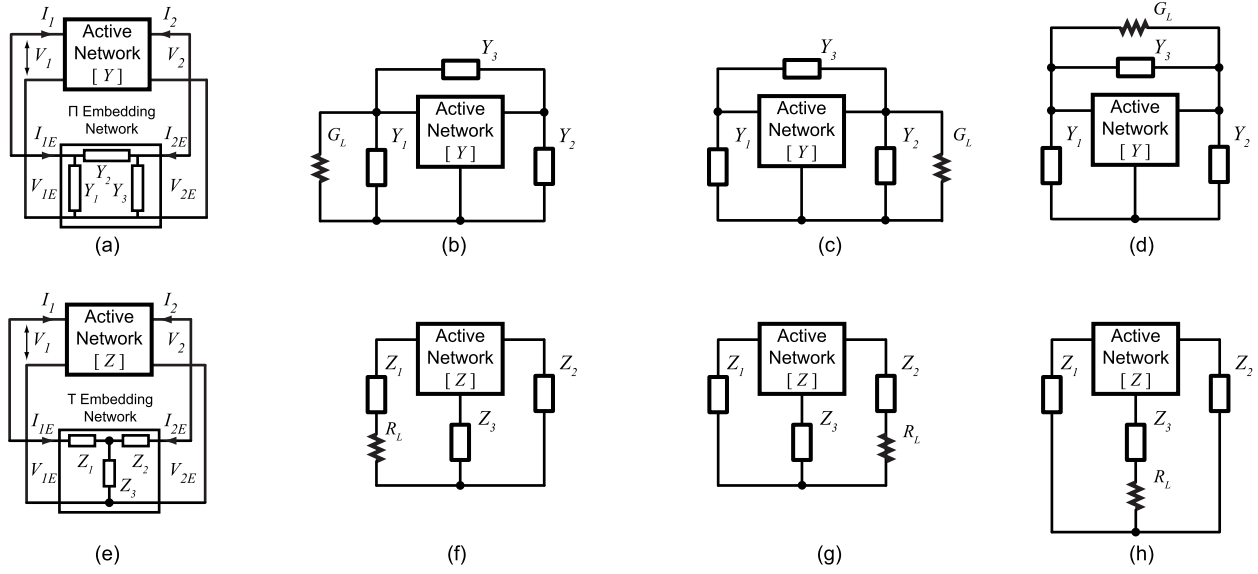 I1
I2
Active
Network
[ Y ]
V1
V2
Π Embedding
Network
I1E
I2E
Y2
Y1
Y3
V1E
V2E
(a)
Y3
Active
Network
[ Y ]
GL
Y1
Y2
(b)
Y3
Active
Network
[ Y ]
Y1
Y2
GL
(c)
GL
Y3
Active
Network
[ Y ]
Y1
Y2
(d)
I1
I2
Active
Network
[ Z ]
V1
V2
T Embedding
Network
I1E
I2E
Z1
Z2
Z3
V1E
V2E
(e)
Active
Network
[ Z ]
Z1
Z2
Z3
RL
(f)
Active
Network
[ Z ]
Z1
Z2
Z3
RL
(g)
Active
Network
[ Z ]
Z1
Z2
Z3
RL
(h)